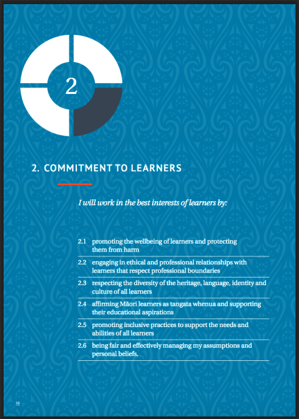 2
2. COMMITMENT TO LEARNERS
I will work in the best interests of learners by:
2.1 promoting the wellbeing of learners and protecting
them from harm
2.2 engaging in ethical and professional relationships with
learners that respect professional boundaries
2.3 respecting the diversity of the heritage, language, identity and
culture of all learners
2.4 affirming Māori learners as tangata whenua and supporting
their educational aspirations
2.5 promoting inclusive practices to support the needs and
abilities of all learners
2.6 being fair and effectively managing my assumptions and
personal beliefs.